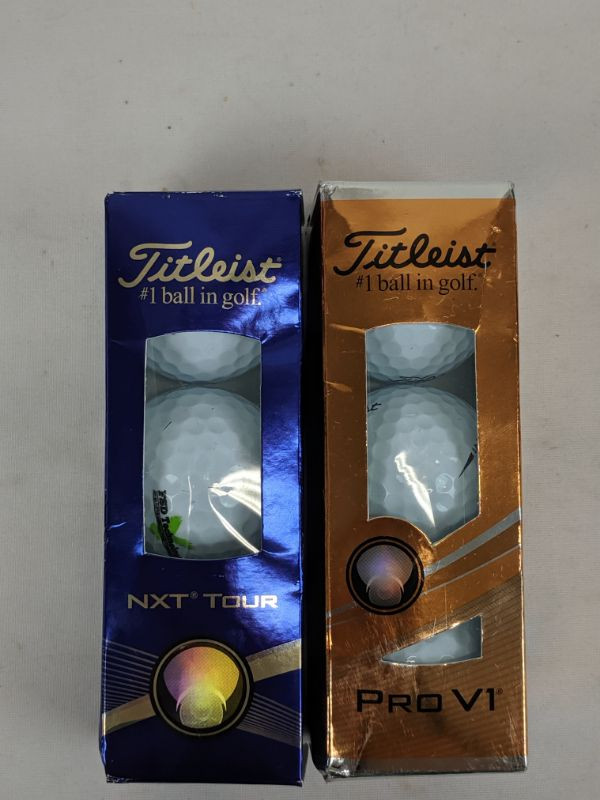 Titleist®
#1 ball in golf.®
NXT® TOUR
Titleist
#1 ball in golf.®
PRO V1®